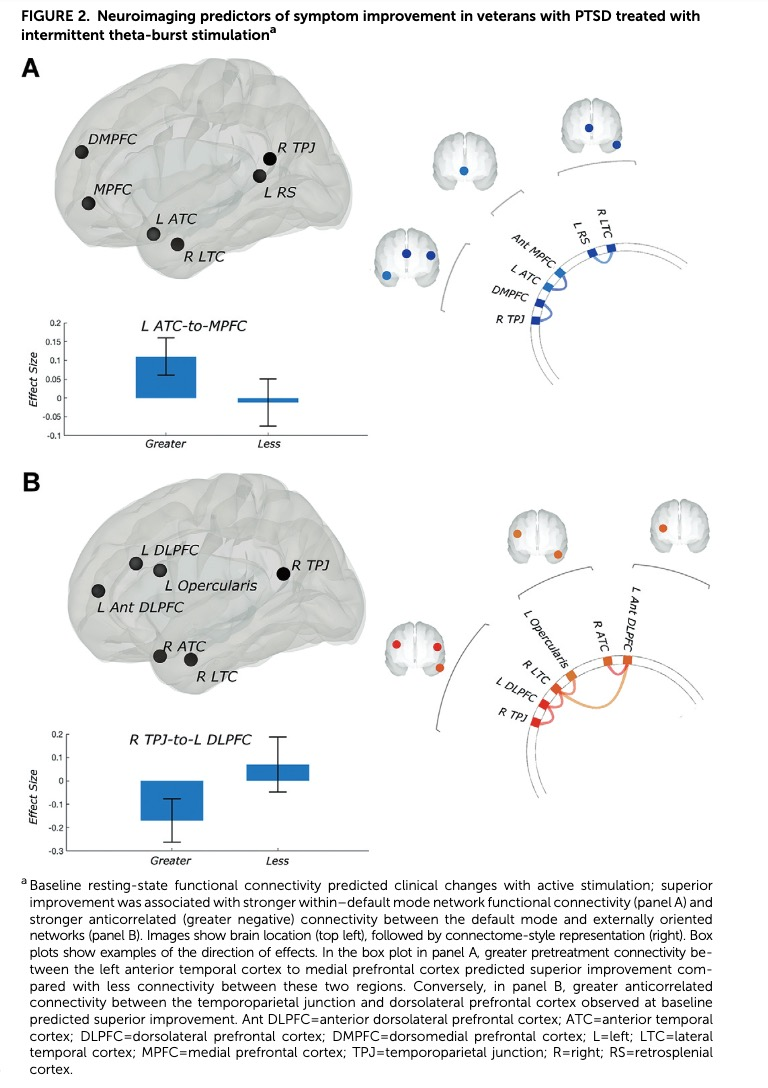 FIGURE 2. Neuroimaging predictors of symptom improvement in veterans with PTSD treated with
intermittent theta-burst stimulationa
A
DMPFC
R TPJ
MPFC
L RS
L ATC
R LTC
R LTC
L RS
Ant MPFC
L ATC
DMPFC
R TPJ
L ATC-to-MPFC
Effect Size
0.2
0.15
0.1
0.05
0
-0.05
-0.1
Greater
Less
B
L DLPFC
R TPJ
L Opercularis
L Ant DLPFC
R ATC
R LTC
L Ant DLPFC
R ATC
L Opercularis
R LTC
L DLPFC
R TPJ
R TPJ-to-L DLPFC
Effect Size
0.2
0.1
0
-0.1
-0.2
-0.3
Greater
Less
a Baseline resting-state functional connectivity predicted clinical changes with active stimulation; superior
improvement was associated with stronger within–default mode network functional connectivity (panel A) and
stronger anticorrelated (greater negative) connectivity between the default mode and externally oriented
networks (panel B). Images show brain location (top left), followed by connectome-style representation (right). Box
plots show examples of the direction of effects. In the box plot in panel A, greater pretreatment connectivity be-
tween the left anterior temporal cortex to medial prefrontal cortex predicted superior improvement com-
pared with less connectivity between these two regions. Conversely, in panel B, greater anticorrelated
connectivity between the temporoparietal junction and dorsolateral prefrontal cortex observed at baseline
predicted superior improvement. Ant DLPFC=anterior dorsolateral prefrontal cortex; ATC=anterior temporal
cortex; DLPFC=dorsolateral prefrontal cortex; DMPFC=dorsomedial prefrontal cortex; L=left; LTC=lateral
temporal cortex; MPFC=medial prefrontal cortex; TPJ=temporoparietal junction; R=right; RS=retrosplenial
cortex.